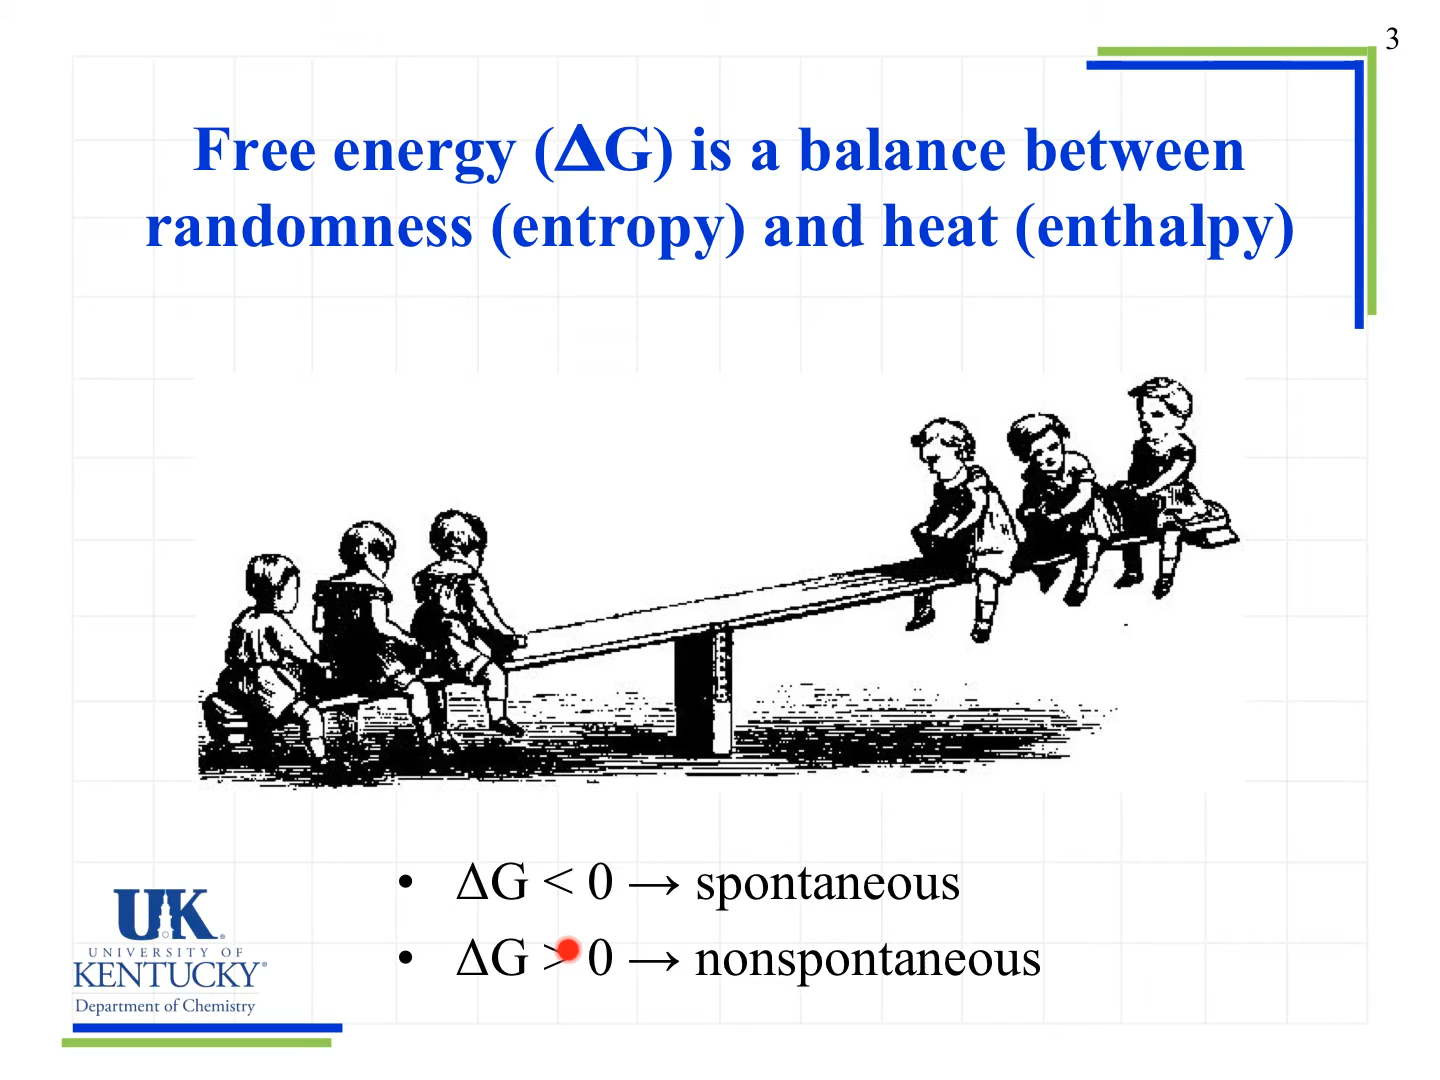 3
Free energy (ΔG) is a balance between
randomness (entropy) and heat (enthalpy)
• ΔG < 0 → spontaneous
• ΔG > 0 → nonspontaneous
UK®
UNIVERSITY OF
KENTUCKY®
Department of Chemistry